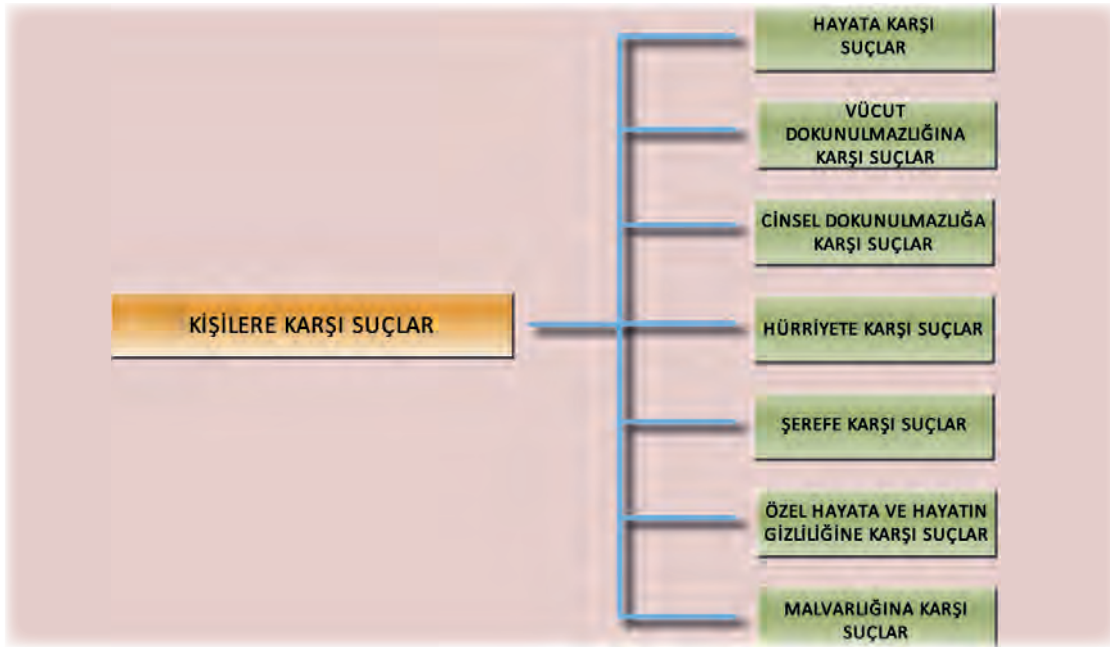 HAYATA KARŞI
SUÇLAR
VÜCUT
DOKUNULMAZLIĞINA
KARŞI SUÇLAR
CİNSEL DOKUNULMAZLIĞA
KARŞI SUÇLAR
KİŞİLERE KARŞI SUÇLAR
HÜRRİYETE KARŞI SUÇLAR
ŞEREFE KARŞI SUÇLAR
ÖZEL HAYATA VE HAYATIN
GİZLİLİĞİNE KARŞI SUÇLAR
MALVARLIĞINA KARŞI
SUÇLAR